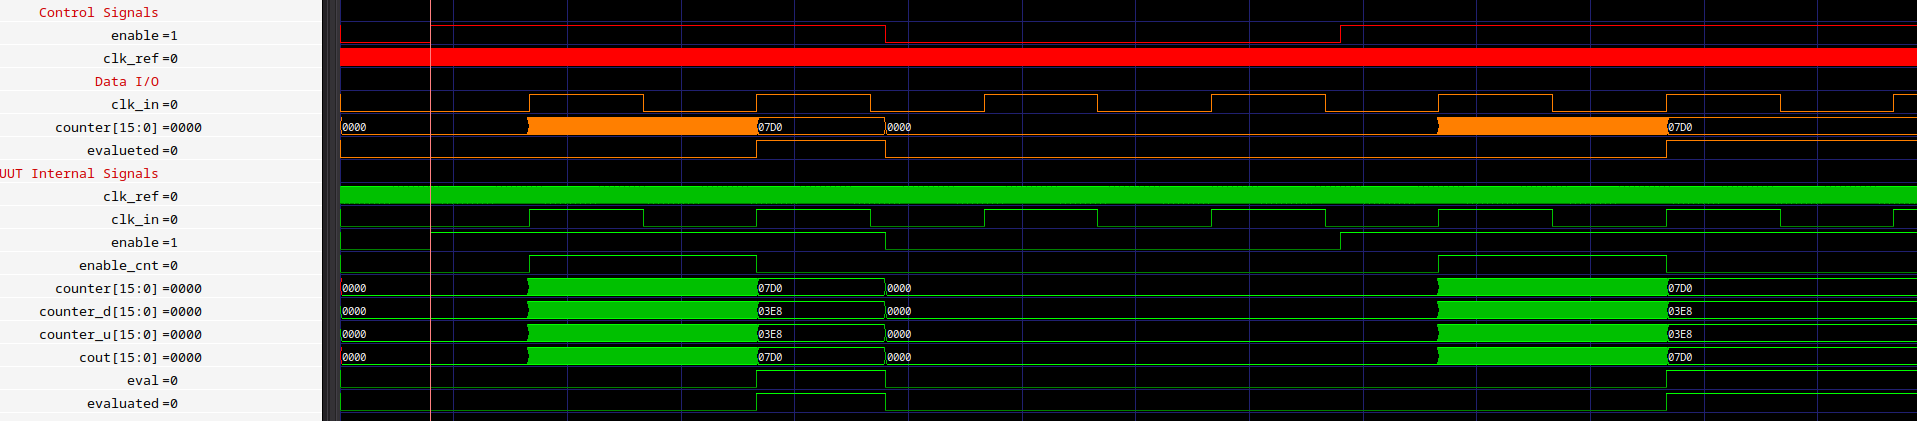 Control Signals
enable =1
clk_ref =0
Data I/O
clk_in =0
counter[15:0] =0000 0000 07D0 0000 07D0
evalueted =0
UUT Internal Signals
clk_ref =0
clk_in =0
enable =1
enable_cnt =0
counter[15:0] =0000 0000 07D0 0000 07D0
counter_d[15:0] =0000 0000 03E8 0000 03E8
counter_u[15:0] =0000 0000 03E8 0000 03E8
cout[15:0] =0000 0000 07D0 0000 07D0
eval =0
evaluated =0